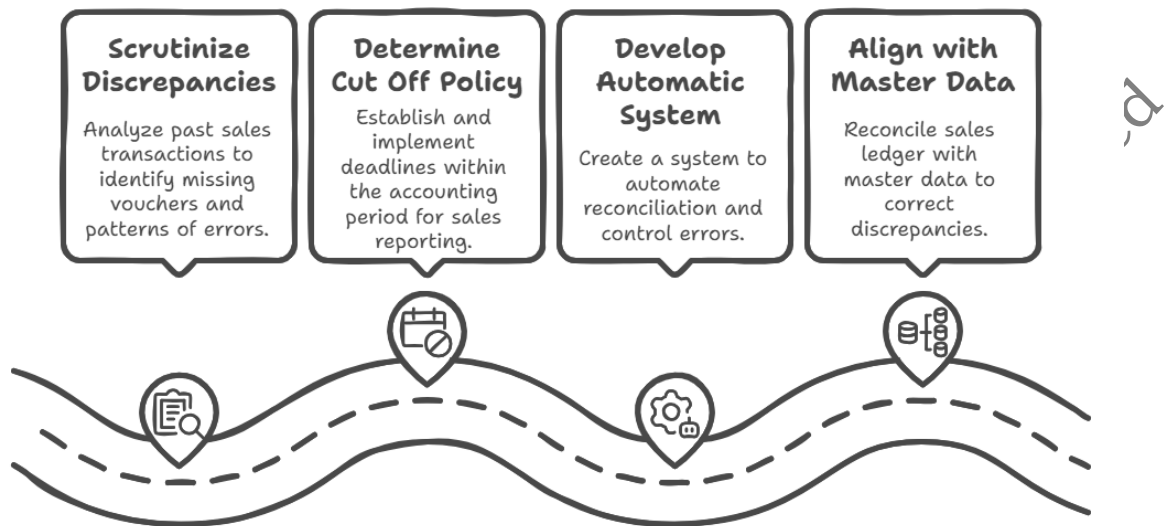 Scrutinize
Discrepancies
Analyze past sales
transactions to
identify missing
vouchers and
patterns of errors.
Determine
Cut Off Policy
Establish and
implement
deadlines within
the accounting
period for sales
reporting.
Develop
Automatic
System
Create a system to
automate
reconciliation and
control errors.
Align with
Master Data
Reconcile sales
ledger with
master data to
correct
discrepancies.